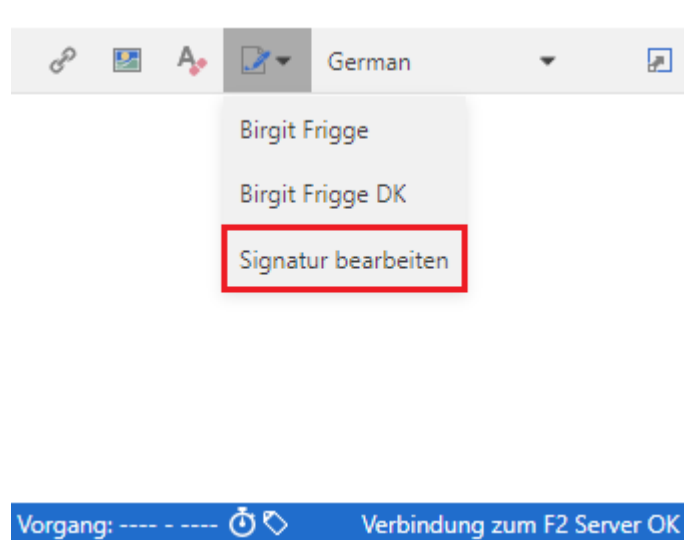 German
Birgit Frigge
Birgit Frigge DK
Signatur bearbeiten
Vorgang: ---- - ---- Verbindung zum F2 Server OK